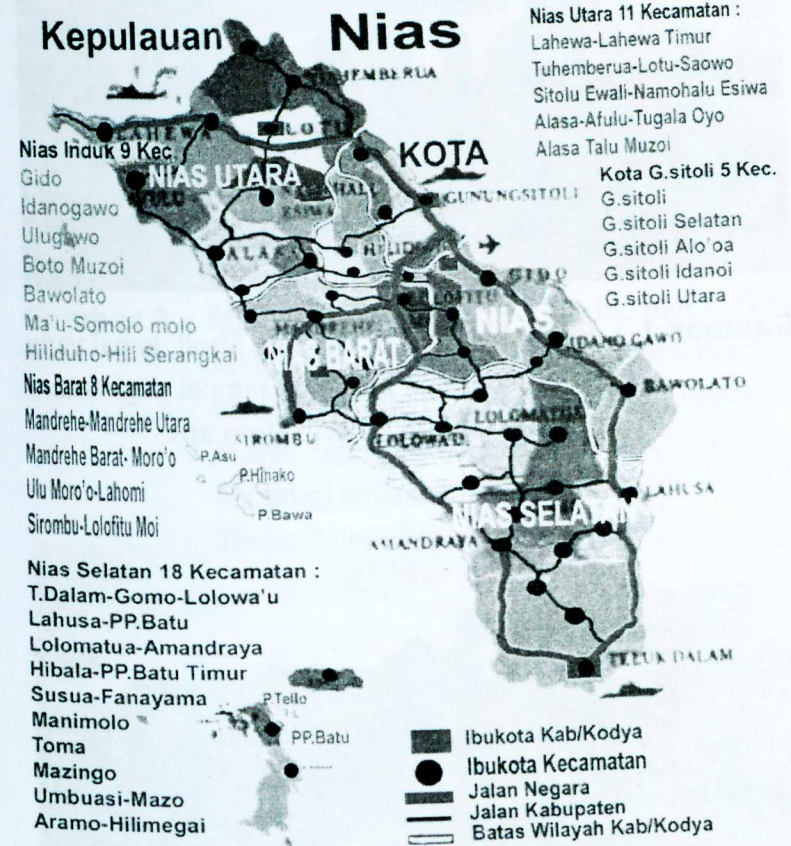 Kepulauan Nias
Nias Utara 11 Kecamatan :
Lahewa-Lahewa Timur
Tuhemberua-Lotu-Saowo
Sitolu Ewali-Namohalu Esiwa
Alasa-Afulu-Tugala Oyo
Alasa Talu Muzoi
Kota G.sitoli 5 Kec.
G.sitoli
G.sitoli Selatan
G.sitoli Alo'oa
G.sitoli Idanoi
G.sitoli Utara
Nias Induk 9 Kec
Gido
Idanogawo
Ulugawo
Boto Muzoi
Bawolato
Ma'u-Somolo molo
Hiliduho-Hili Serangkai
Nias Barat 8 Kecamatan
Mandrehe-Mandrehe Utara
Mandrehe Barat- Moro'o
Ulu Moro'o-Lahomi
Sirombu-Lolofitu Moi
LAHEWA
LOTU
KOTA
NIAS UTARA
GUNUNGSITOLI
ESIWA
GIDO
NIAS
IDANO GAWO
NIAS BARAT
BAWOLATO
LOLOMATUA
SIROMBU
P.Asu
P.Hinako
P.Bawa
LAHUSA
NIAS SELATAN
AMANDRAYA
TELUK DALAM
Nias Selatan 18 Kecamatan :
T.Dalam-Gomo-Lolowa'u
Lahusa-PP.Batu
Lolomatua-Amandraya
Hibala-PP.Batu Timur
Susua-Fanayama
Manimolo
Toma
Mazingo
Umbuasi-Mazo
Aramo-Hilimegai
P.Tello
PP.Batu
Ibukota Kab/Kodya
Ibukota Kecamatan
Jalan Negara
Jalan Kabupaten
Batas Wilayah Kab/Kodya